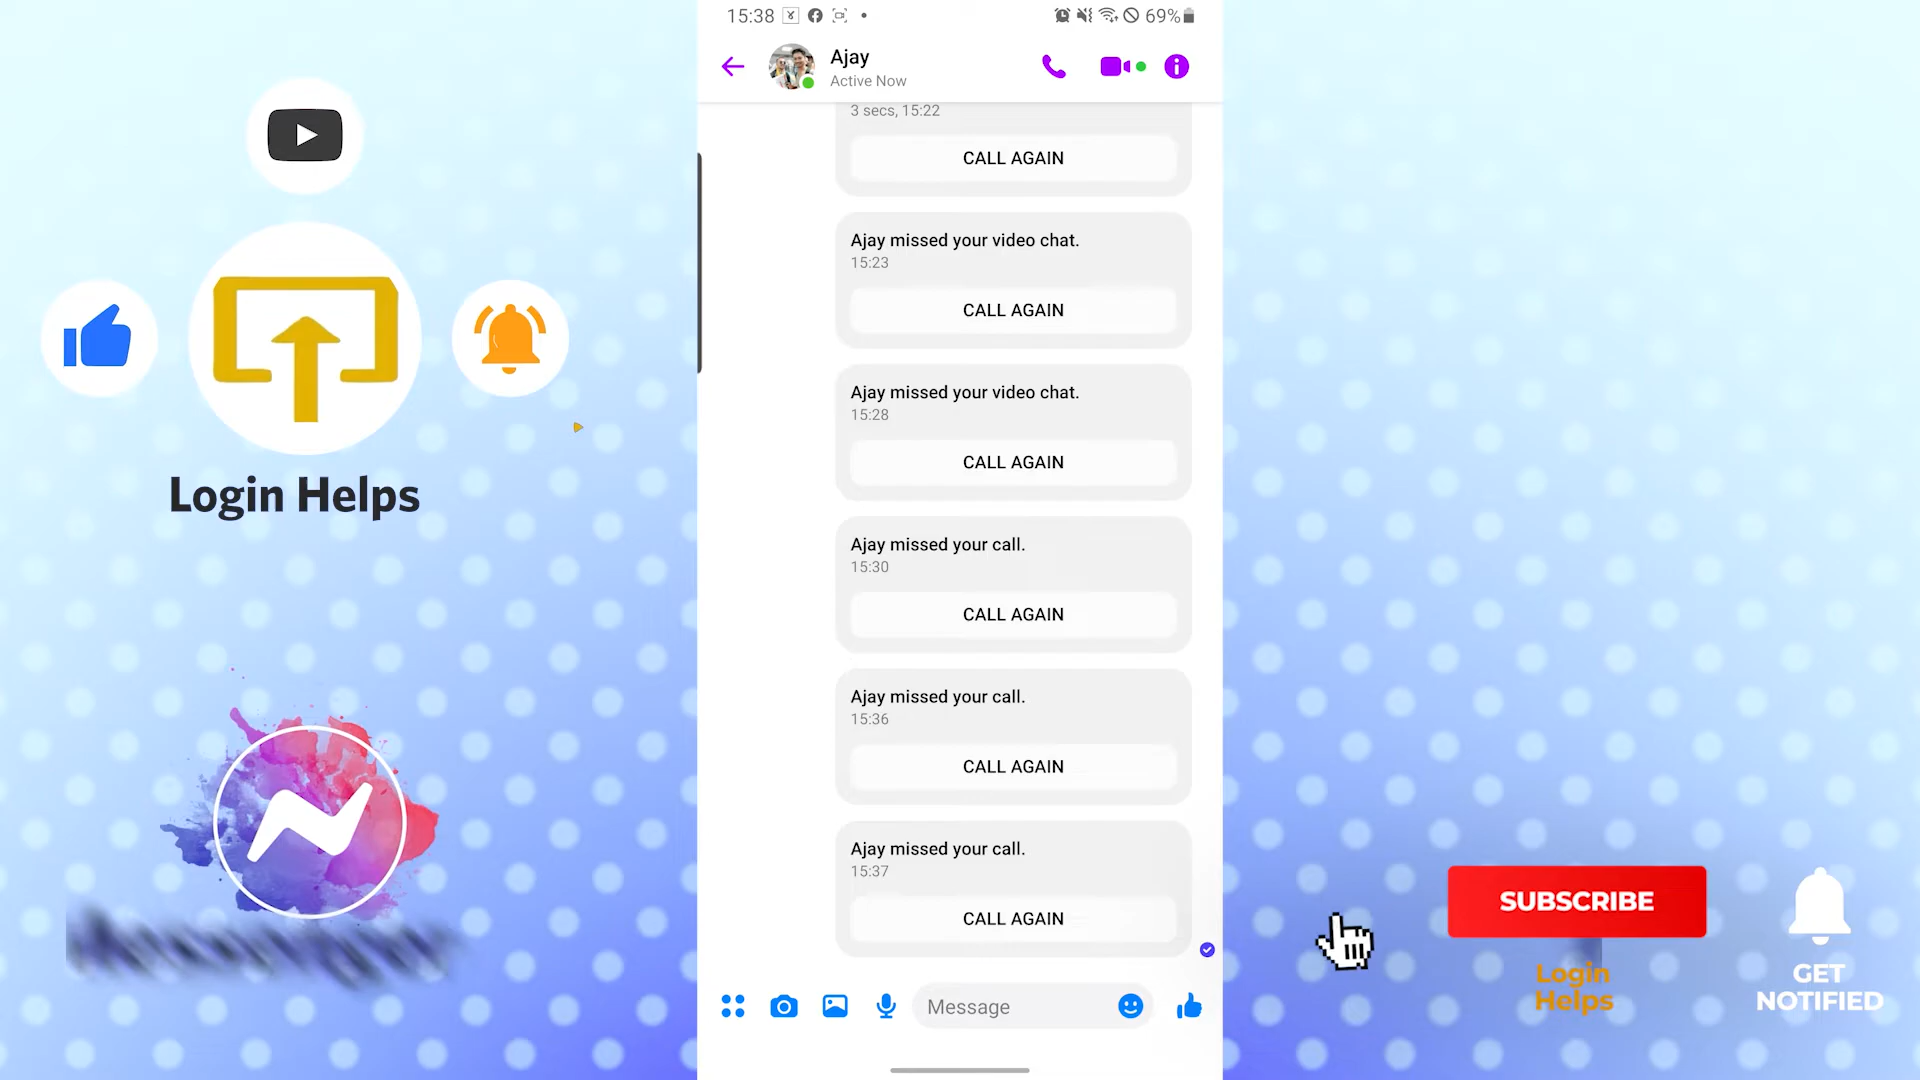 15:38
69%
Ajay
Active Now
3 secs, 15:22
CALL AGAIN
Ajay missed your video chat.
15:23
CALL AGAIN
Ajay missed your video chat.
15:28
CALL AGAIN
Ajay missed your call.
15:30
CALL AGAIN
Ajay missed your call.
15:36
CALL AGAIN
Ajay missed your call.
15:37
CALL AGAIN
Message
Login Helps
SUBSCRIBE
Login
Helps
GET
NOTIFIED